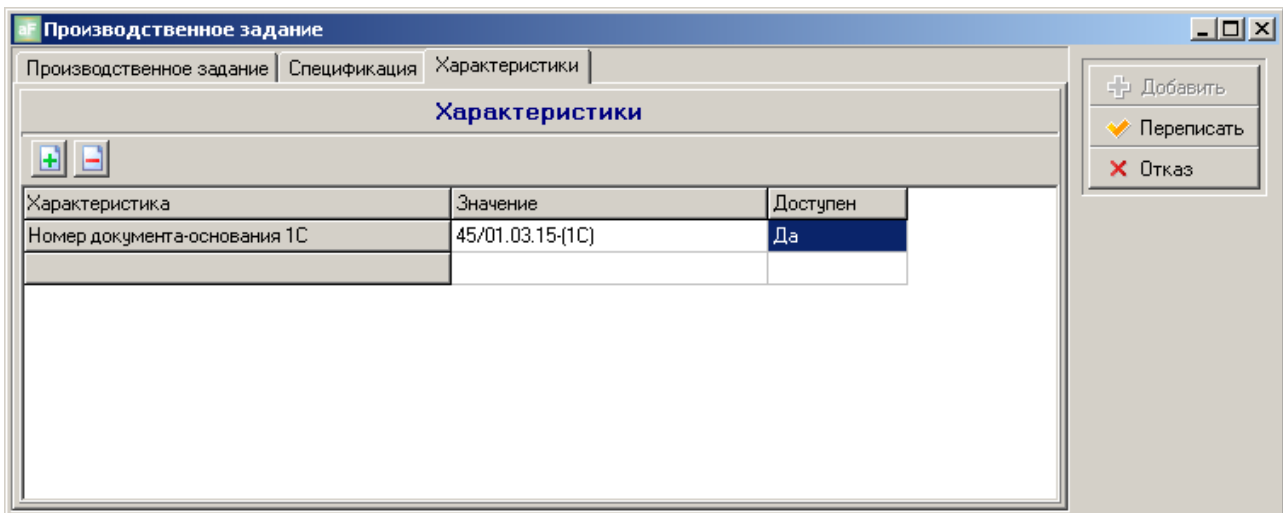 aF Производственное задание
Производственное задание Спецификация Характеристики
Характеристики
Добавить
Переписать
Отказ
Характеристика Значение Доступен
Номер документа-основания 1С 45/01.03.15-(1С) Да